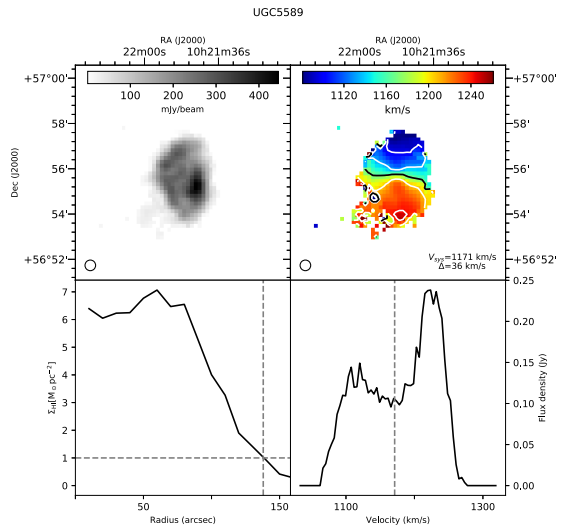 UGC5589
RA (J2000)
22m00s 10h21m36s
RA (J2000)
22m00s 10h21m36s
+57°00'
58'
56'
54'
+56°52'
Dec (J2000)
100 200 300 400
mJy/beam
1120 1160 1200 1240
km/s
+57°00'
58'
56'
54'
+56°52'
V_sys=1171 km/s
Δ=36 km/s
7
6
5
4
3
2
1
0
Σ_HI[M_⊙ pc⁻²]
50 150
Radius (arcsec)
0,25
0,20
0,15
0,10
0,05
0,00
Flux density (Jy)
1100 1300
Velocity (km/s)